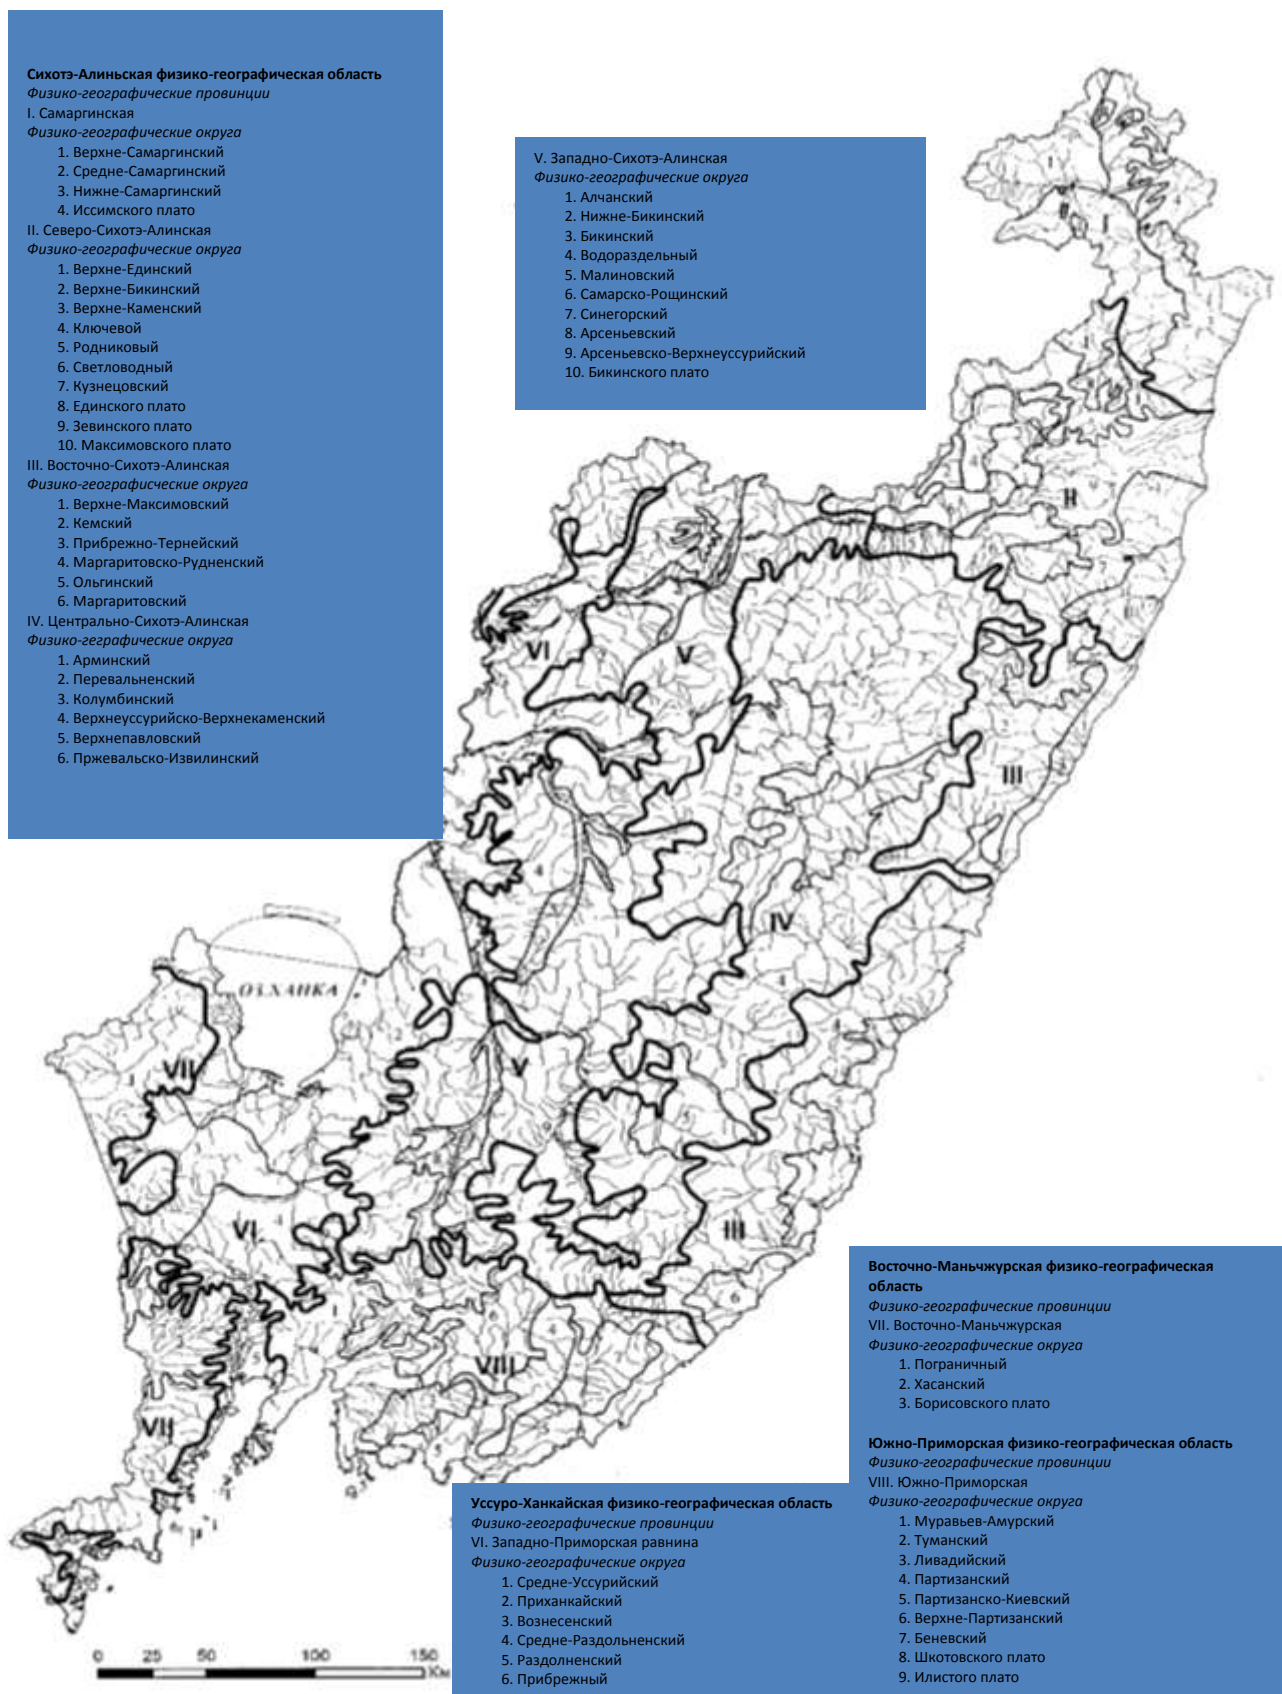 Сихотэ-Алиньская физико-географическая область
Физико-географические провинции
I. Самаргинская
Физико-географические округа
1. Верхне-Самаргинский
2. Средне-Самаргинский
3. Нижне-Самаргинский
4. Иссимского плато
II. Северо-Сихотэ-Алинская
Физико-географические округа
1. Верхне-Единский
2. Верхне-Бикинский
3. Верхне-Каменский
4. Ключевой
5. Родниковый
6. Светловодный
7. Кузнецовский
8. Единского плато
9. Зевинского плато
10. Максимовского плато
III. Восточно-Сихотэ-Алинская
Физико-географисческие округа
1. Верхне-Максимовский
2. Кемский
3. Прибрежно-Тернейский
4. Маргаритовско-Рудненский
5. Ольгинский
6. Маргаритовский
IV. Центрально-Сихотэ-Алинская
Физико-геграфические округа
1. Арминский
2. Перевальненский
3. Колумбинский
4. Верхнеуссурийско-Верхнекаменский
5. Верхнепавловский
6. Пржевальско-Извилинский
V. Западно-Сихотэ-Алинская
Физико-географические округа
1. Алчанский
2. Нижне-Бикинский
3. Бикинский
4. Водораздельный
5. Малиновский
6. Самарско-Рощинский
7. Синегорский
8. Арсеньевский
9. Арсеньевско-Верхнеуссурийский
10. Бикинского плато
I
II
VI
V
III
IV
ОЗ.ХАНКА
VII
V
VI
III
VIII
VII
Восточно-Маньчжурская физико-географическая
область
Физико-географические провинции
VII. Восточно-Маньчжурская
Физико-географические округа
1. Пограничный
2. Хасанский
3. Борисовского плато
Южно-Приморская физико-географическая область
Физико-географические провинции
VIII. Южно-Приморская
Физико-географические округа
1. Муравьев-Амурский
2. Туманский
3. Ливадийский
4. Партизанский
5. Партизанско-Киевский
6. Верхне-Партизанский
7. Беневский
8. Шкотовского плато
9. Илистого плато
Уссуро-Ханкайская физико-географическая область
Физико-географические провинции
VI. Западно-Приморская равнина
Физико-географические округа
1. Средне-Уссурийский
2. Приханкайский
3. Вознесенский
4. Средне-Раздольненский
5. Раздолненский
6. Прибрежный
0 25 50 100 150
Км